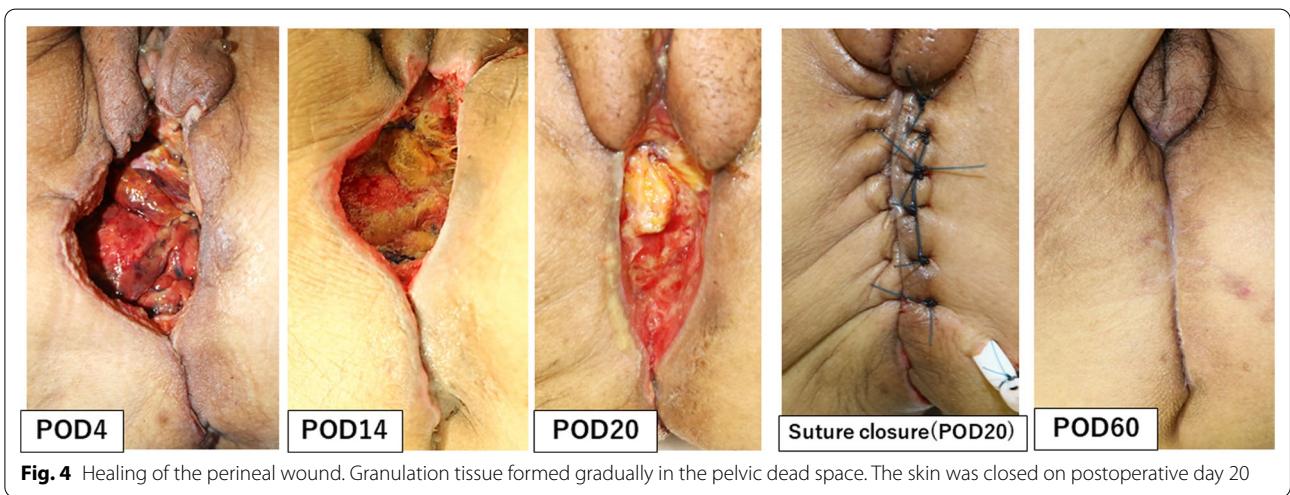 POD4
POD14
POD20
Suture closure(POD20)
POD60
Fig. 4 Healing of the perineal wound. Granulation tissue formed gradually in the pelvic dead space. The skin was closed on postoperative day 20